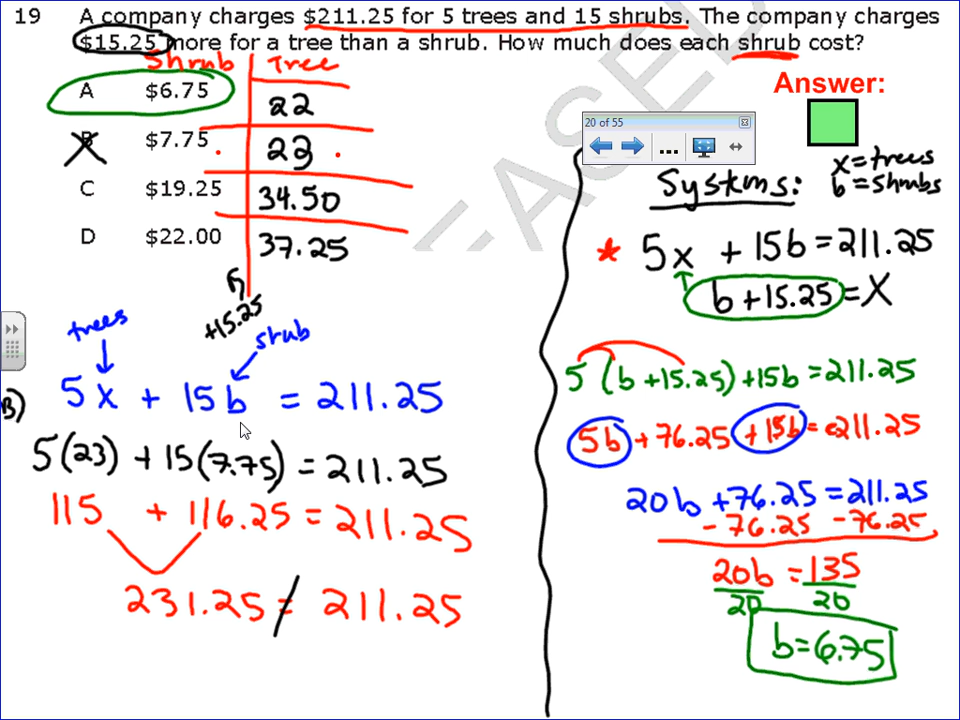 19 A company charges $211.25 for 5 trees and 15 shrubs. The company charges
$15.25 more for a tree than a shrub. How much does each shrub cost?
Shrub Tree
A $6.75 22
B $7.75 23
C $19.25 34.50
D $22.00 37.25
+15.25
Answer:
20 of 55
...
x=trees
b=shrubs
Systems:
* 5x + 15b=211.25
b+15.25=X
5(b+15.25)+15b=211.25
5b+76.25+15b=211.25
20b+76.25=211.25
-76.25 -76.25
20b = 135
20 20
b=6.75
trees
srub
B)
5x + 15b = 211.25
5(23) + 15(7.75) = 211.25
115 + 116.25 = 211.25
231.25 ≠ 211.25
EASED